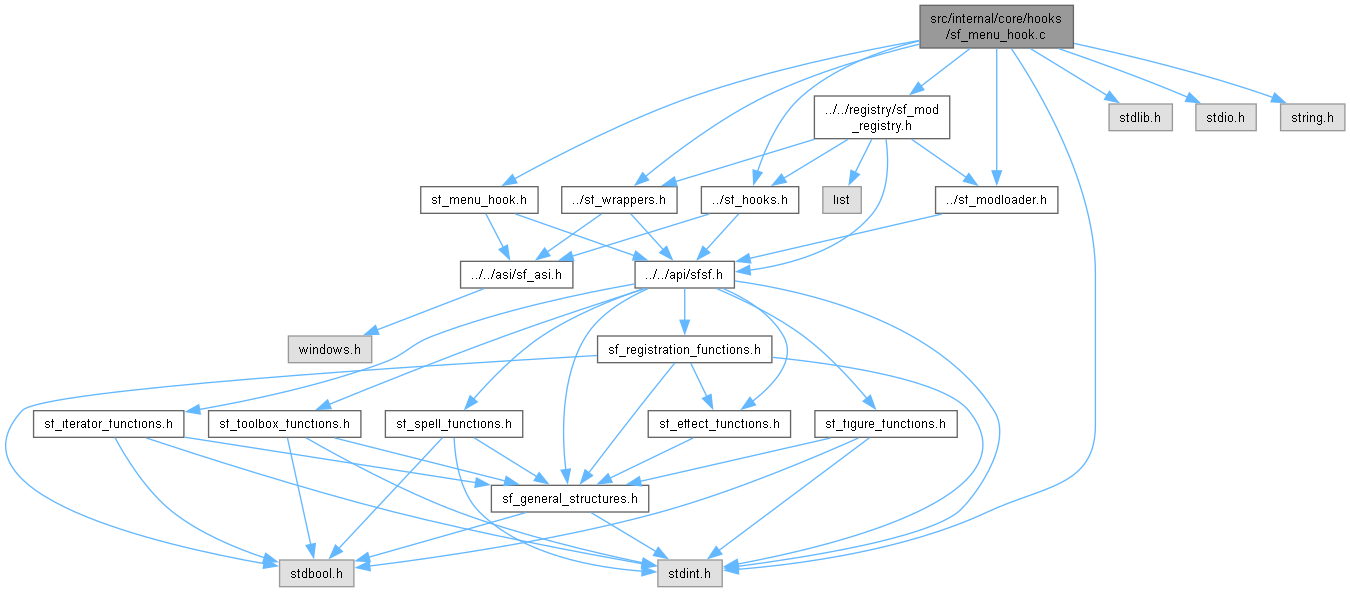 src/internal/core/hooks
/sf_menu_hook.c
../../registry/sf_mod
_registry.h
stdlib.h
stdio.h
string.h
sf_menu_hook.h
../sf_wrappers.h
../sf_hooks.h
list
../sf_modloader.h
../../asi/sf_asi.h
../../api/sfsf.h
windows.h
sf_registration_functions.h
sf_iterator_functions.h
sf_toolbox_functions.h
sf_spell_functions.h
sf_effect_functions.h
sf_figure_functions.h
sf_general_structures.h
stdbool.h
stdint.h